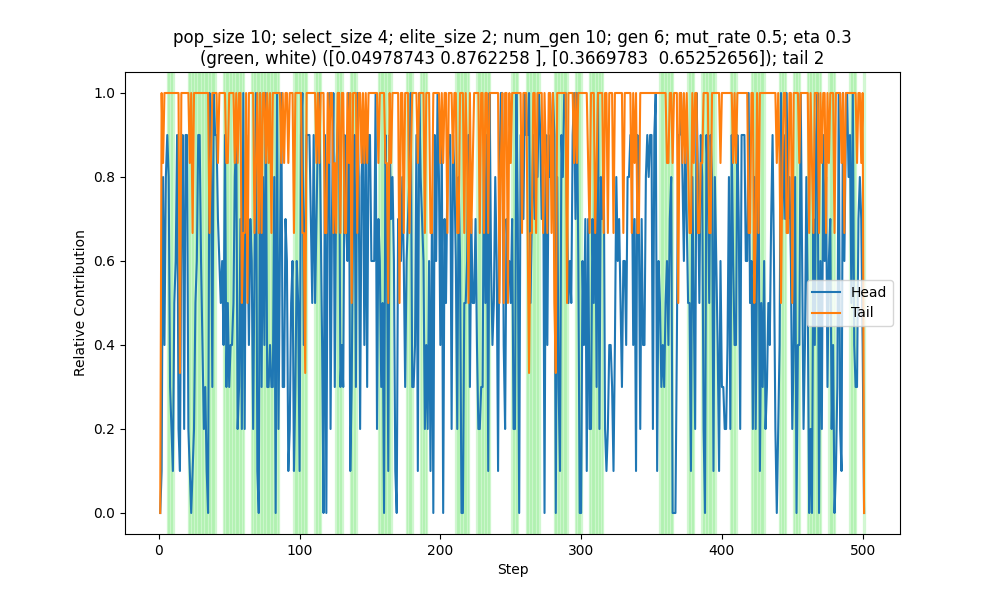 pop_size 10; select_size 4; elite_size 2; num_gen 10; gen 6; mut_rate 0.5; eta 0.3
(green, white) ([0.04978743 0.8762258 ], [0.3669783  0.65252656]); tail 2
1.0
0.8
0.6
0.4
0.2
0.0
Relative Contribution
Head
Tail
0
100
200
300
400
500
Step